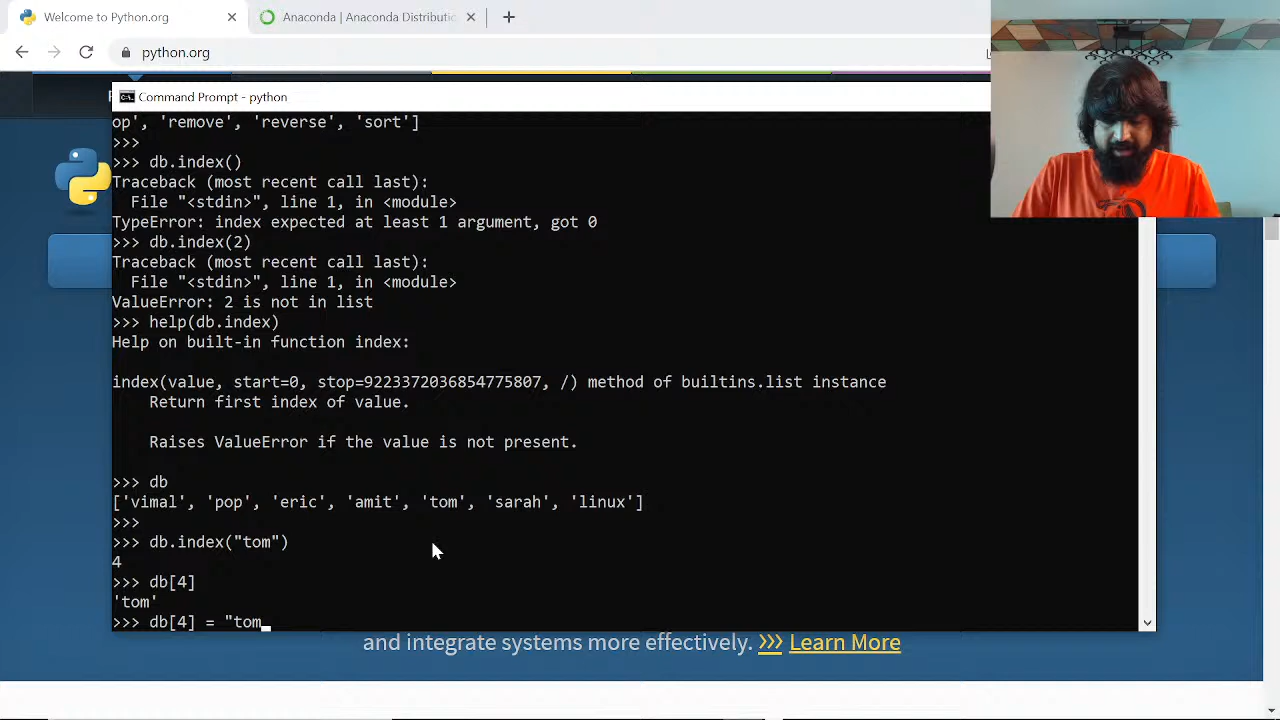 Welcome to Python.org
Anaconda | Anaconda Distributi
python.org
Command Prompt - python
op', 'remove', 'reverse', 'sort']
>>>
>>> db.index()
Traceback (most recent call last):
  File "<stdin>", line 1, in <module>
TypeError: index expected at least 1 argument, got 0
>>> db.index(2)
Traceback (most recent call last):
  File "<stdin>", line 1, in <module>
ValueError: 2 is not in list
>>> help(db.index)
Help on built-in function index:
index(value, start=0, stop=9223372036854775807, /) method of builtins.list instance
    Return first index of value.
    Raises ValueError if the value is not present.
>>> db
['vimal', 'pop', 'eric', 'amit', 'tom', 'sarah', 'linux']
>>>
>>> db.index("tom")
4
>>> db[4]
'tom'
>>> db[4] = "tom
and integrate systems more effectively. >>> Learn More